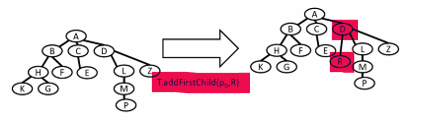 A
B C D
H F E L Z
K G M
P
T.addFirstChild(p_D,R)
A
B C D
H F E L Z
K G R M
P